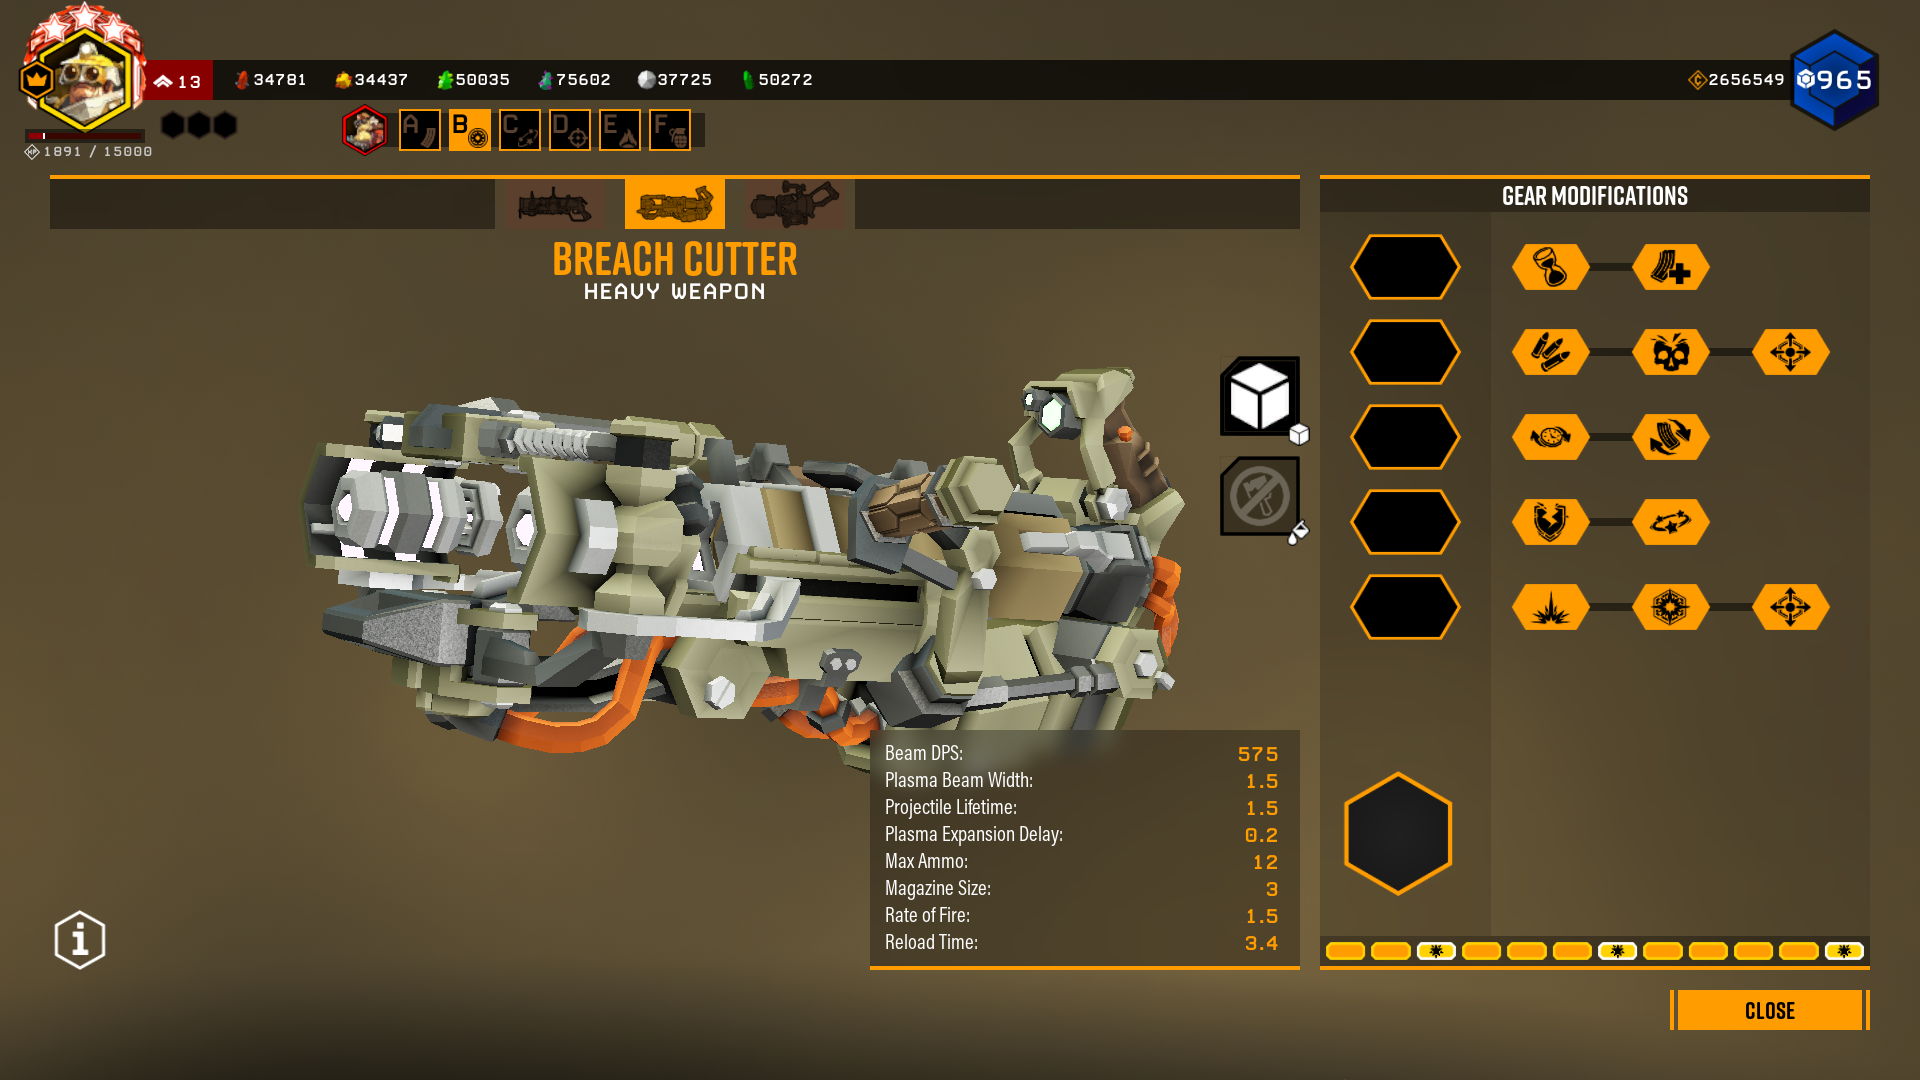 13
34781
34437
50035
75602
37725
50272
2656549
965
1891 / 15000
A
B
C
D
E
F
BREACH CUTTER
HEAVY WEAPON
GEAR MODIFICATIONS
Beam DPS: 575
Plasma Beam Width: 1.5
Projectile Lifetime: 1.5
Plasma Expansion Delay: 0.2
Max Ammo: 12
Magazine Size: 3
Rate of Fire: 1.5
Reload Time: 3.4
CLOSE